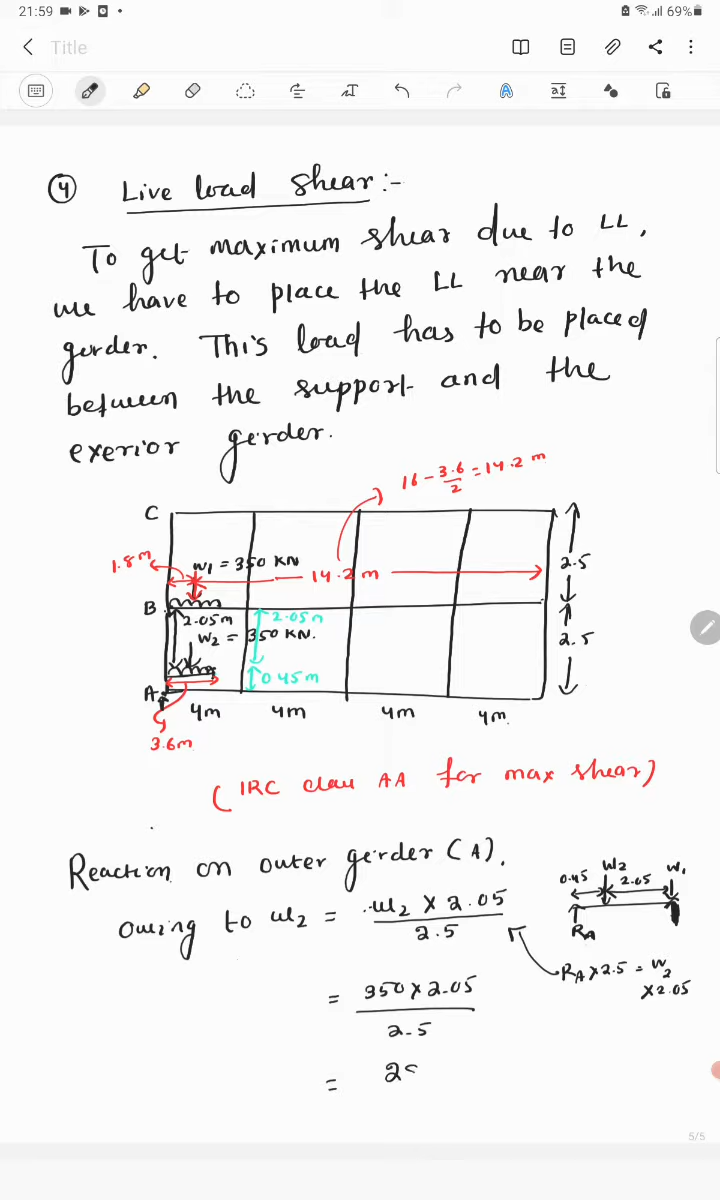 21:59
69%
Title
④ Live load shear :-
To get maximum shear due to LL,
we have to place the LL near the
gerder. This load has to be placed
between the support and the
exerior gerder.
16 - 3.6/2 = 14.2 m
C
1.8m
W1 = 350 KN
14.2 m
2.5
B
2.05m
2.05m
W2 = 350 KN.
2.5
0.45m
A
4m 4m 4m 4m
3.6m
(IRC class AA for max shear)
Reaction on outer gerder (A).
W2 W1
0.45 2.05
RA
owing to W2 = W2 × 2.05 / 2.5
RA × 2.5 = W2 × 2.05
= 350 × 2.05 / 2.5
=
5/5